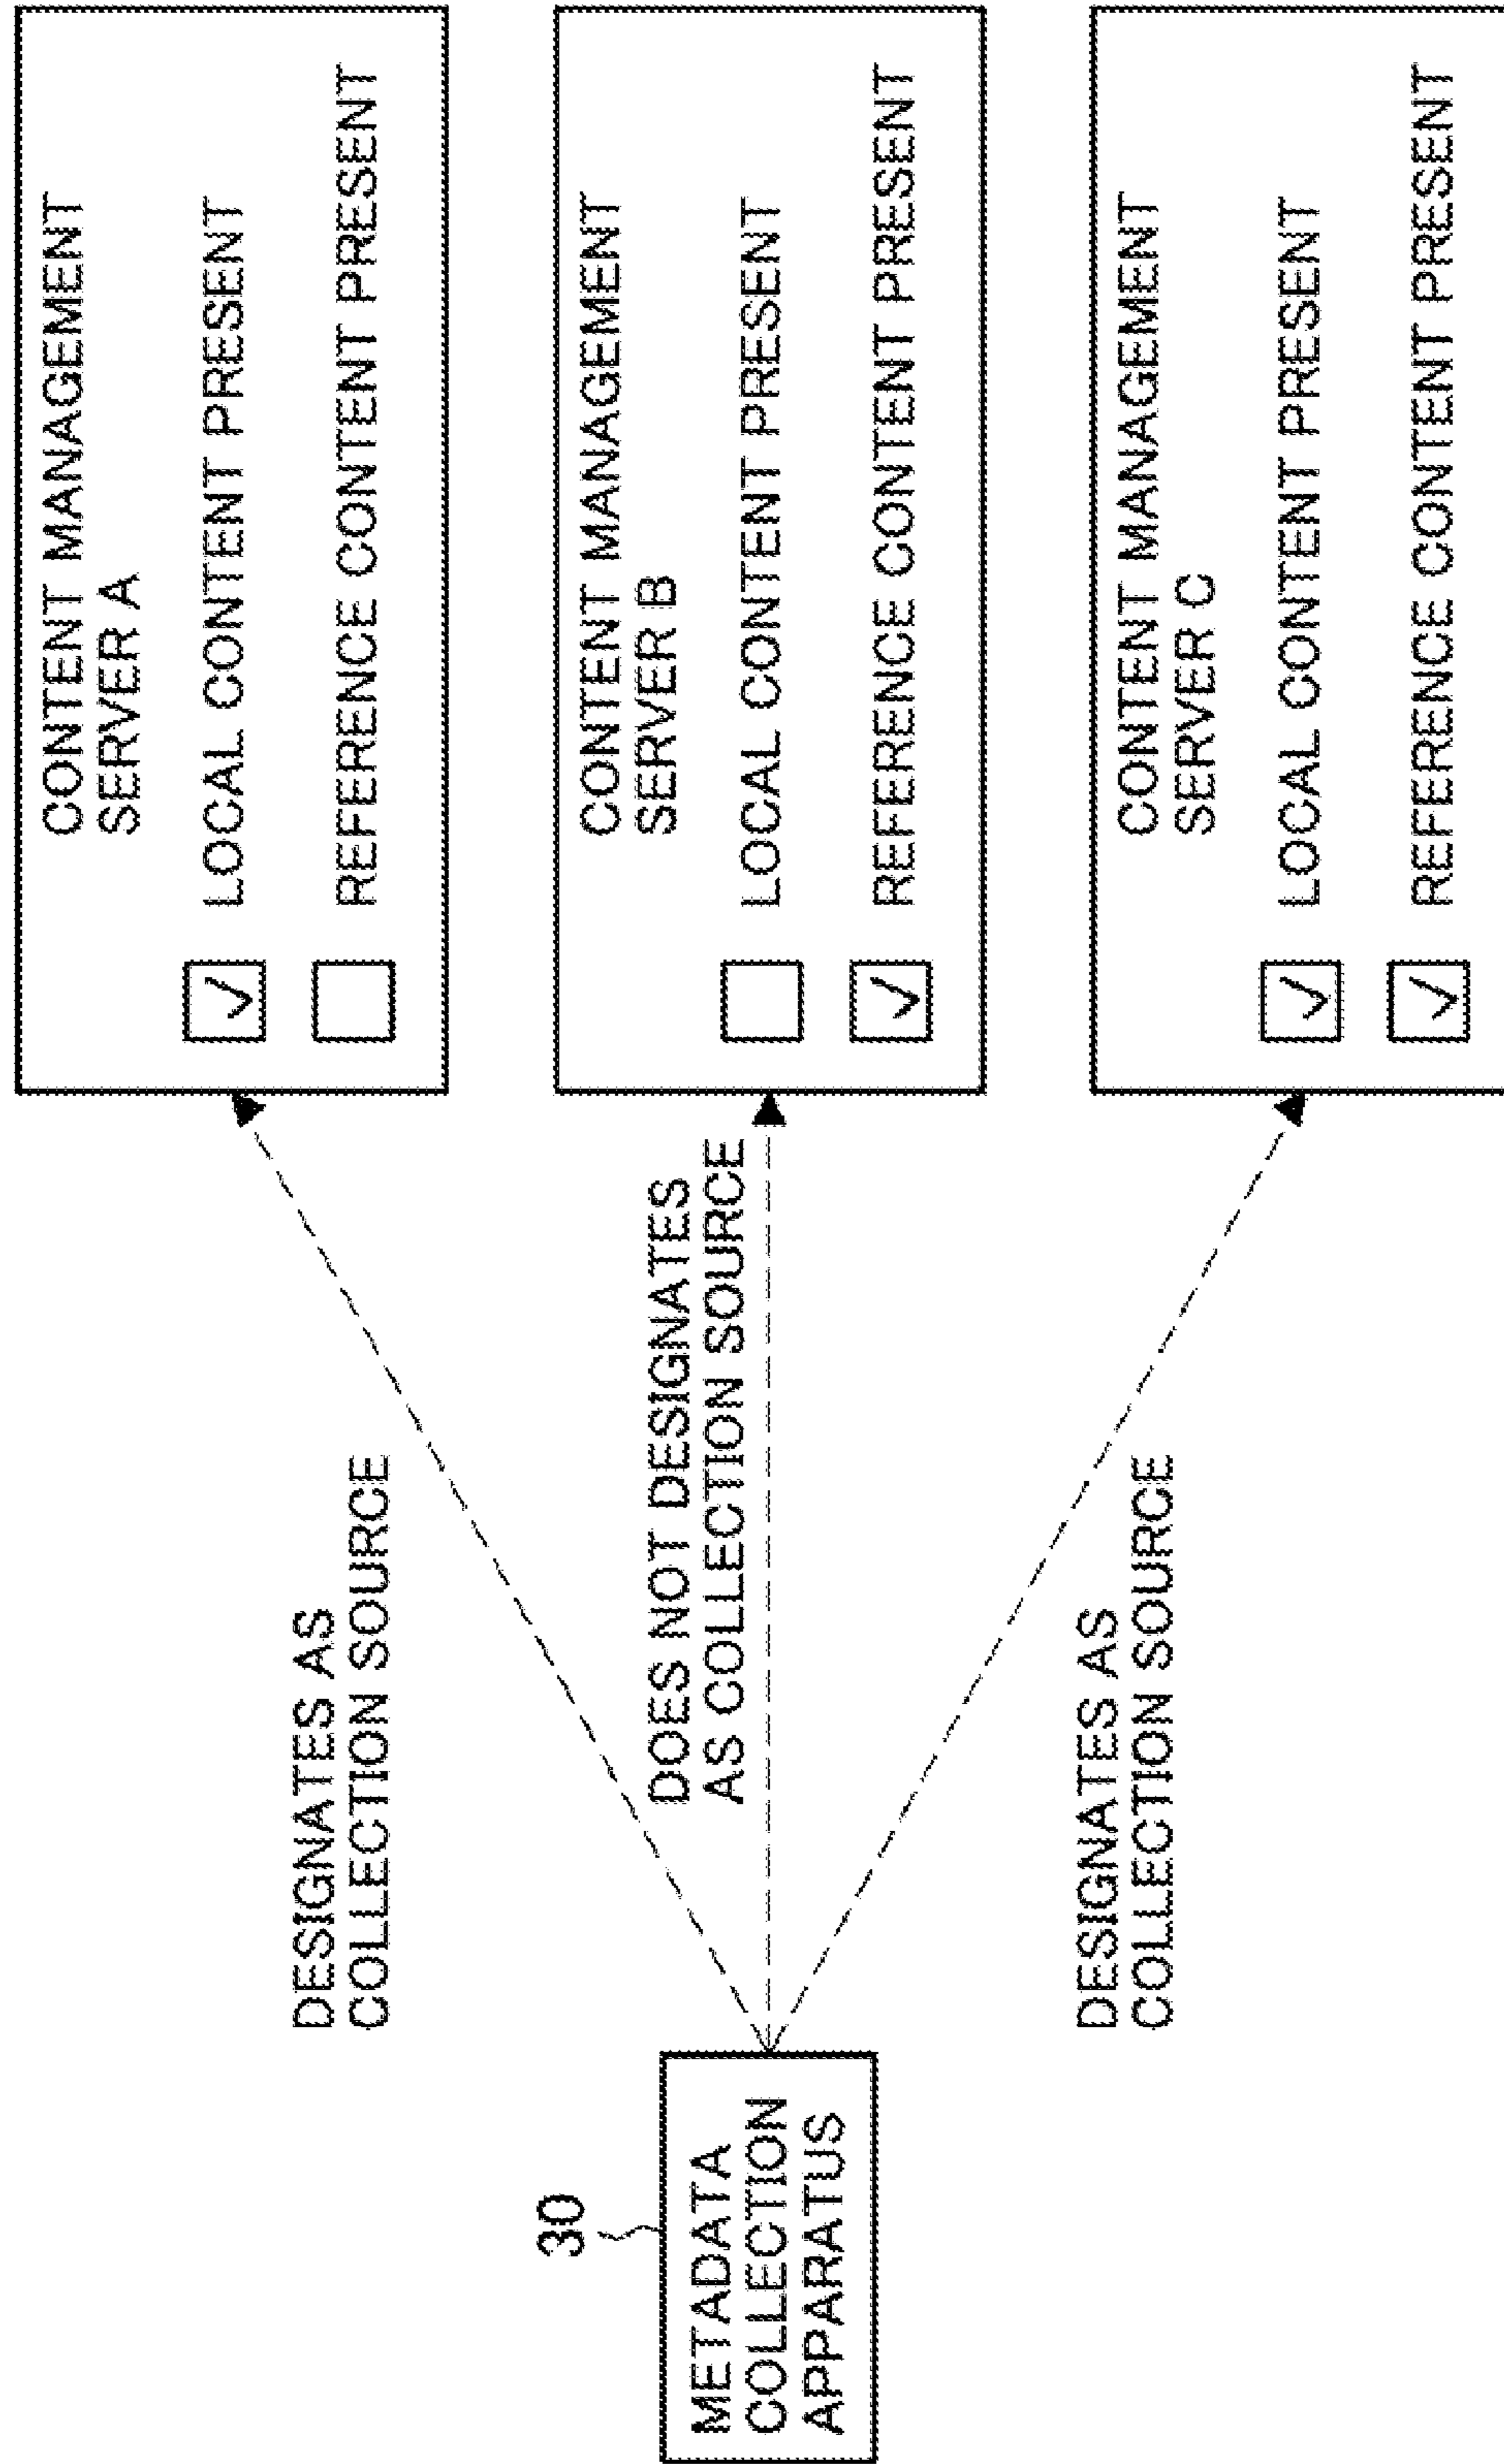 30
METADATA
COLLECTION
APPARATUS
DESIGNATES AS
COLLECTION SOURCE
DOES NOT DESIGNATES
AS COLLECTION SOURCE
DESIGNATES AS
COLLECTION SOURCE
CONTENT MANAGEMENT
SERVER A
LOCAL CONTENT PRESENT
REFERENCE CONTENT PRESENT
CONTENT MANAGEMENT
SERVER B
LOCAL CONTENT PRESENT
REFERENCE CONTENT PRESENT
CONTENT MANAGEMENT
SERVER C
LOCAL CONTENT PRESENT
REFERENCE CONTENT PRESENT